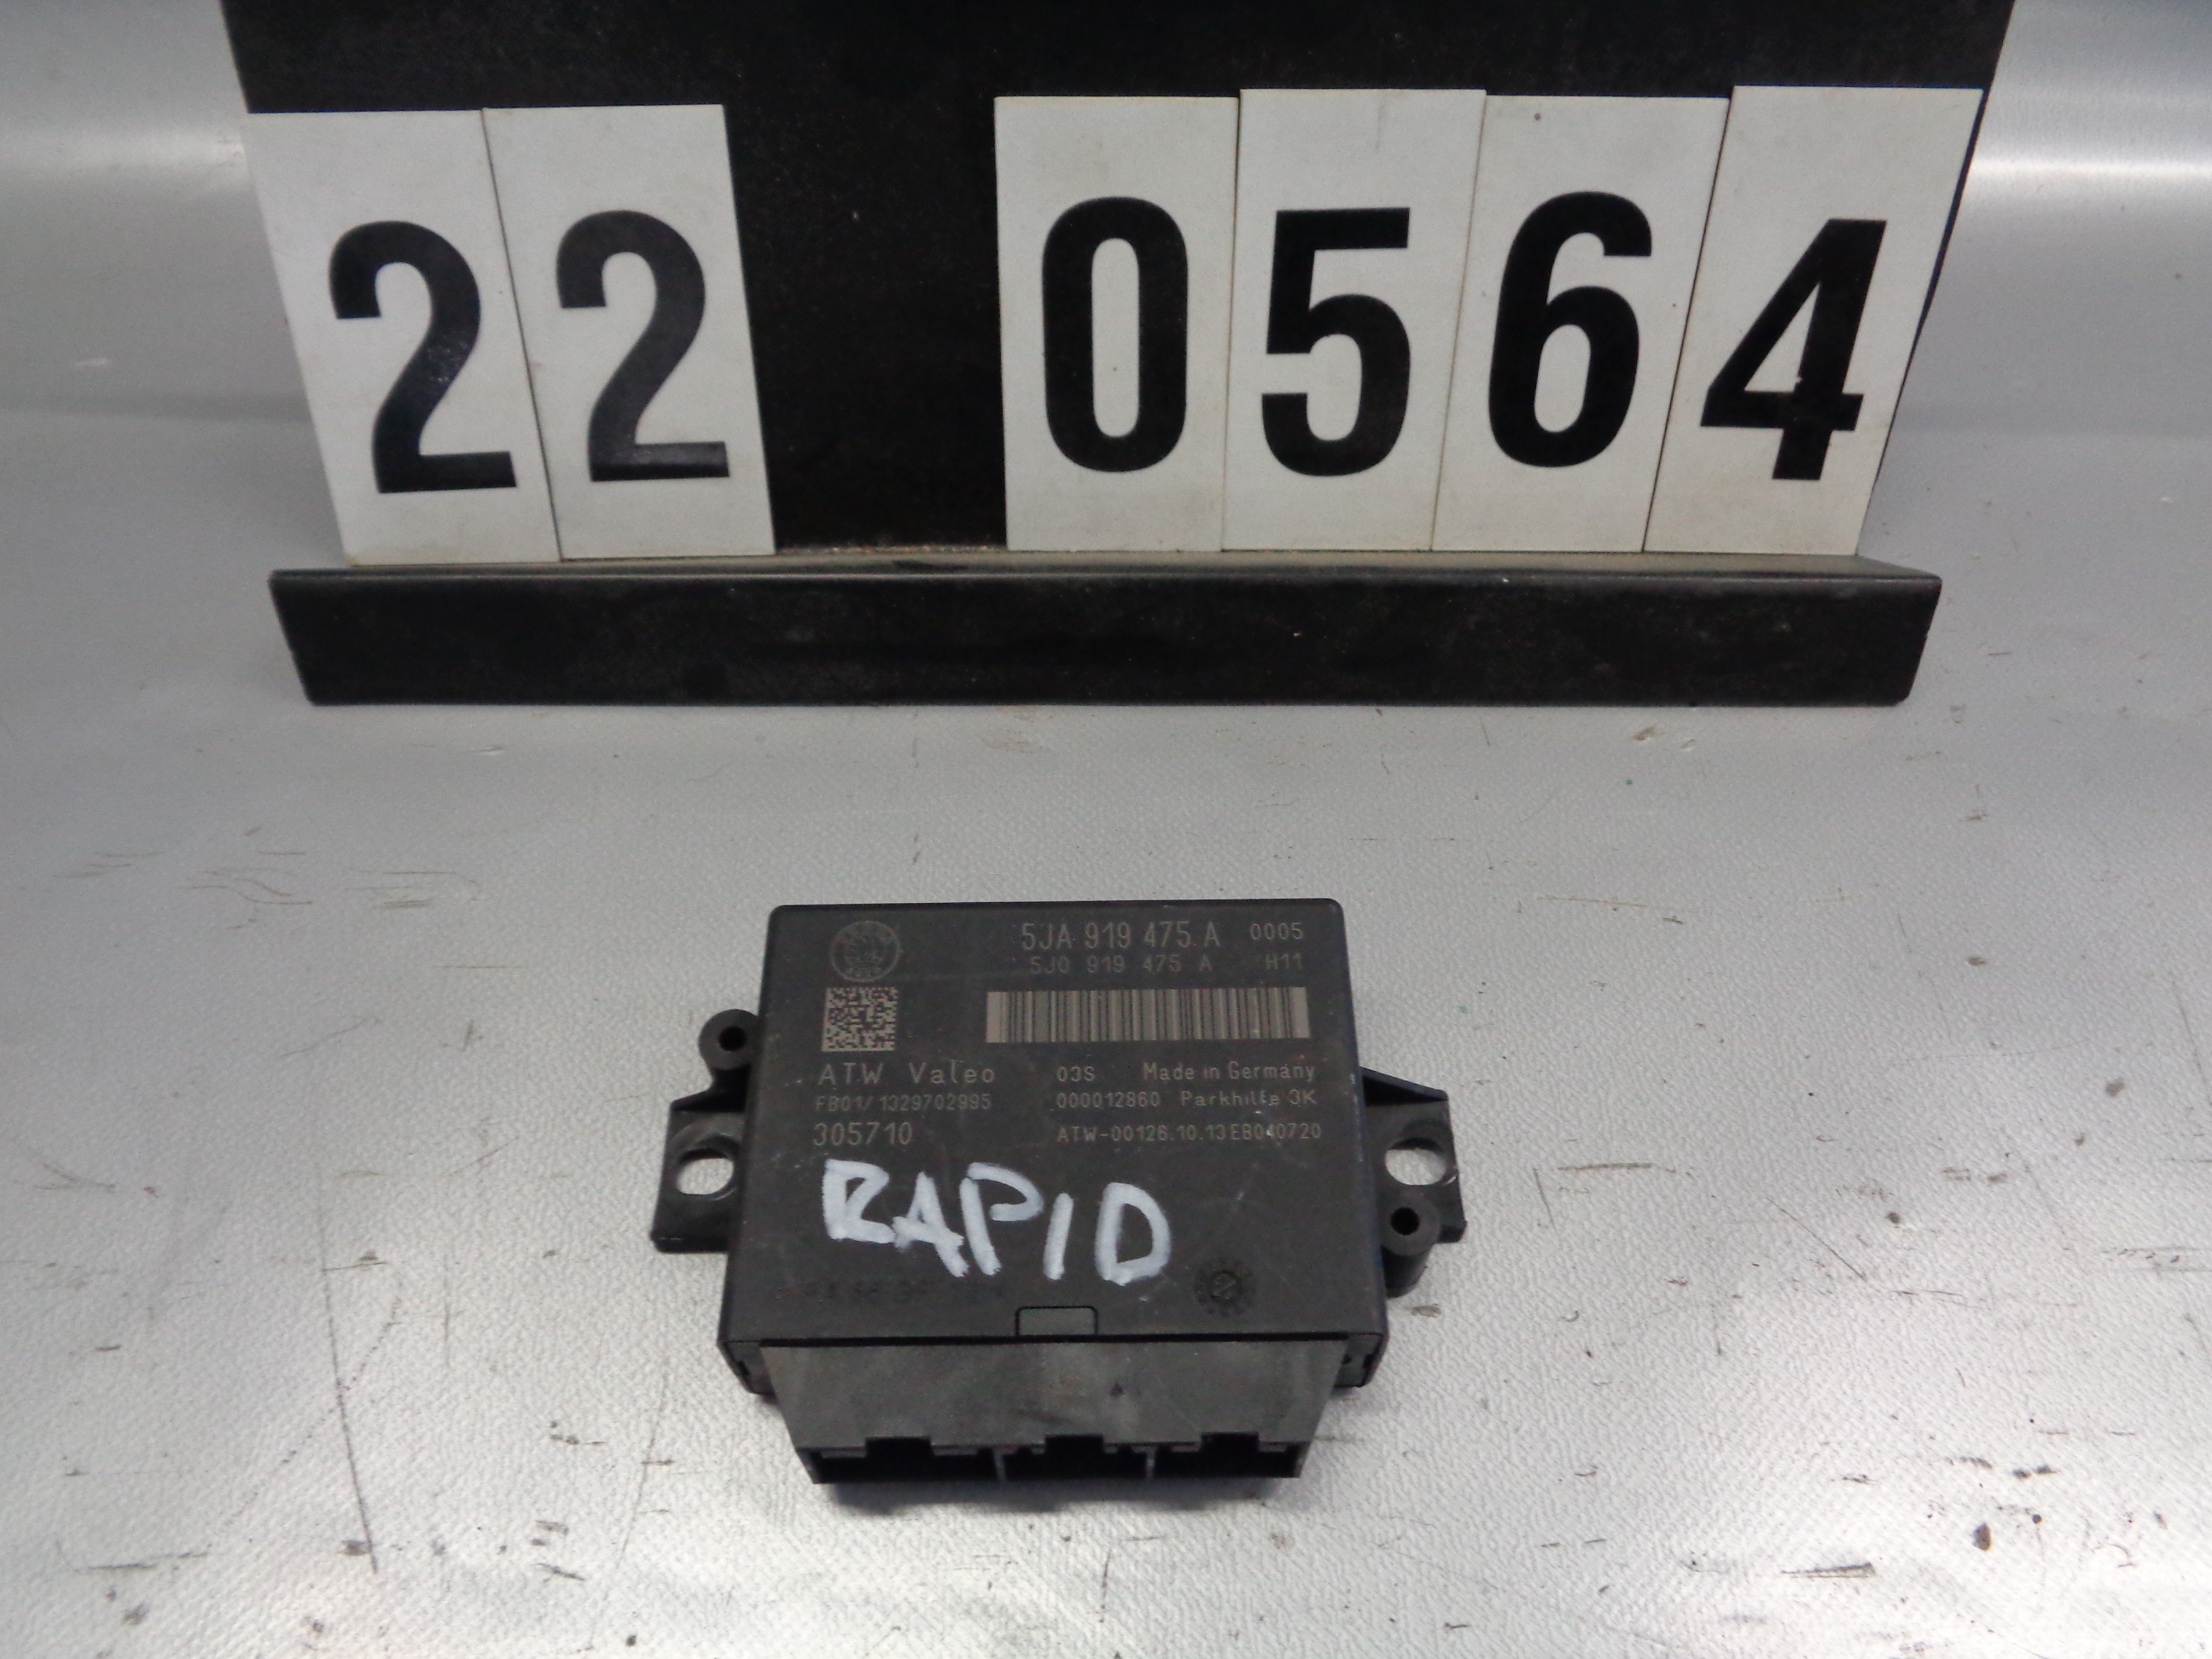 22 0564
5JA 919 475 A 0005
5J0 919 475 A H11
ATW Valeo 03S Made in Germany
FB01/1329702995 000012860 Parkhilfe 3K
305710 ATW-00126.10.13EB040720
RAPID